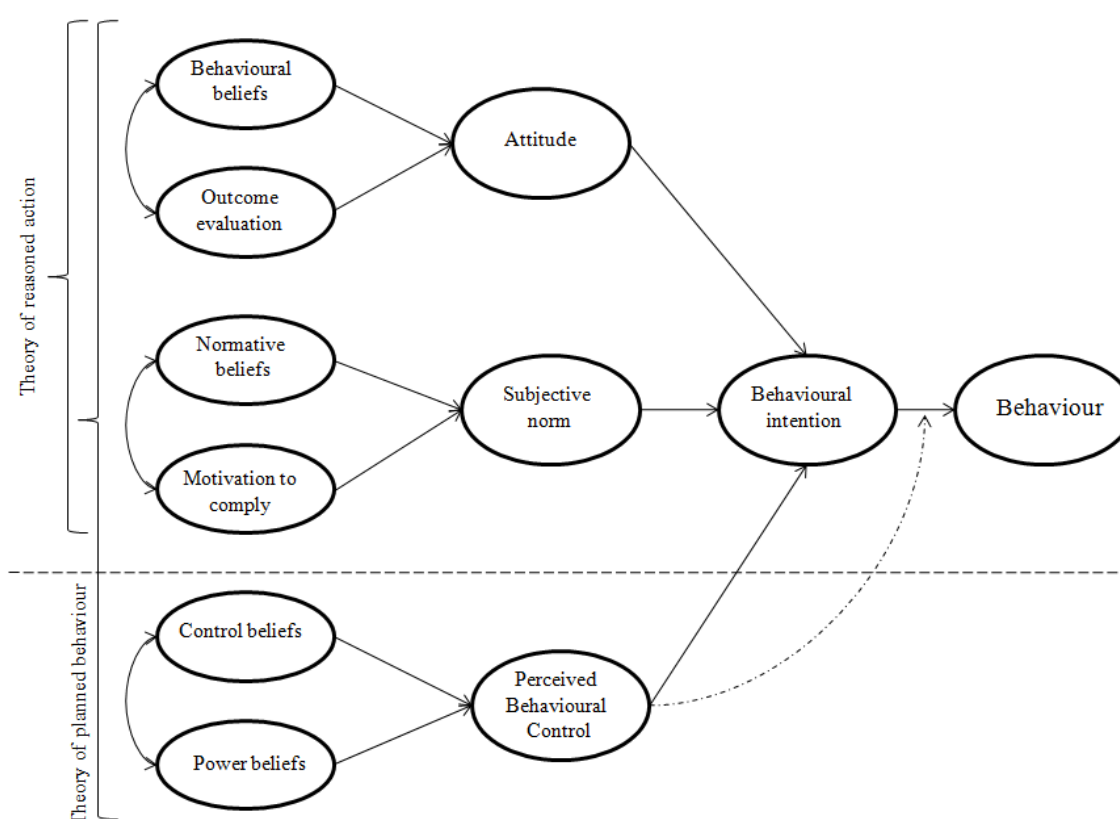 Theory of reasoned action
Theory of planned behaviour
Behavioural
beliefs
Outcome
evaluation
Attitude
Normative
beliefs
Motivation to
comply
Subjective
norm
Behavioural
intention
Behaviour
Control beliefs
Power beliefs
Perceived
Behavioural
Control